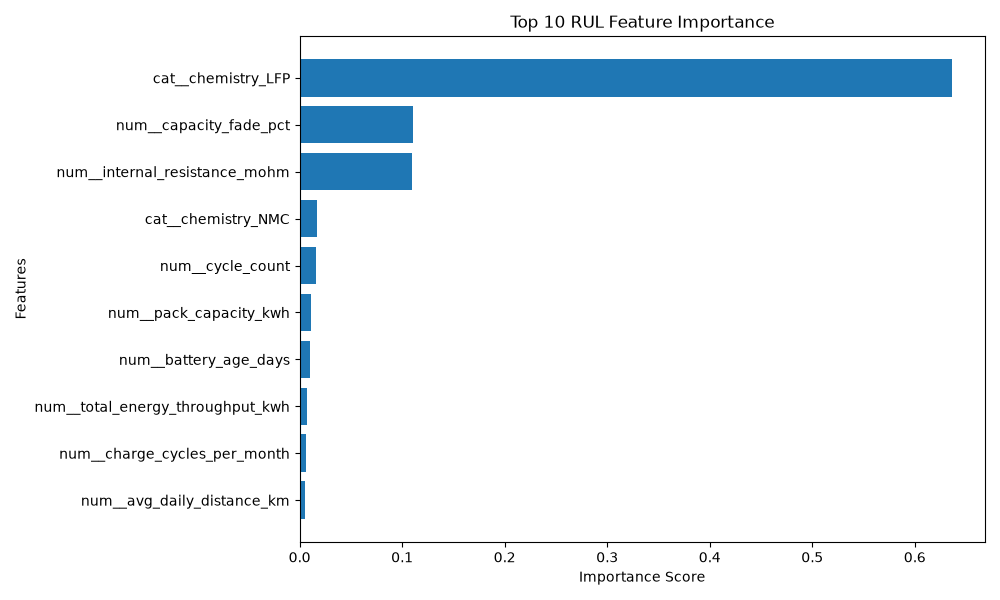 Top 10 RUL Feature Importance
Features
cat__chemistry_LFP
num__capacity_fade_pct
num__internal_resistance_mohm
cat__chemistry_NMC
num__cycle_count
num__pack_capacity_kwh
num__battery_age_days
num__total_energy_throughput_kwh
num__charge_cycles_per_month
num__avg_daily_distance_km
0.0 0.1 0.2 0.3 0.4 0.5 0.6
Importance Score